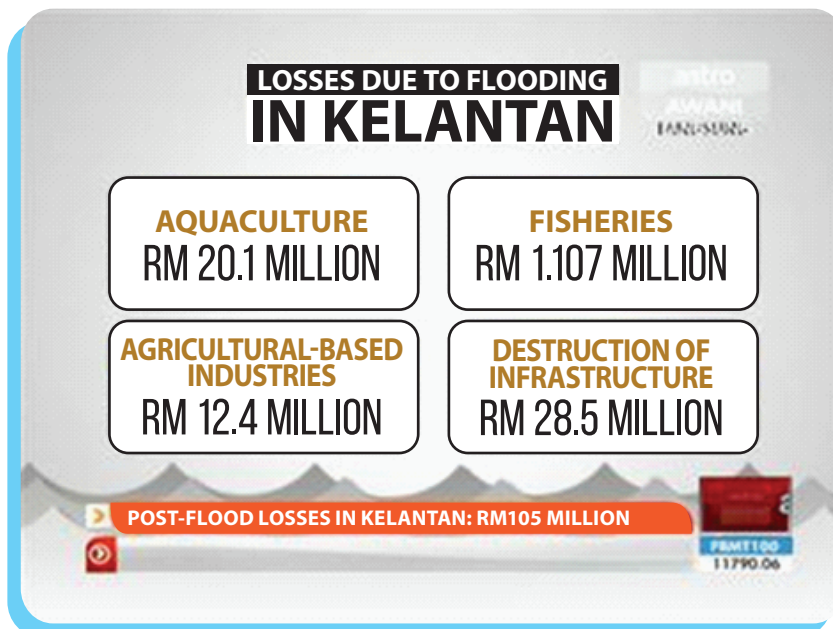 LOSSES DUE TO FLOODING
IN KELANTAN
astro
AWANI
AQUACULTURE
RM 20.1 MILLION
FISHERIES
RM 1.107 MILLION
AGRICULTURAL-BASED
INDUSTRIES
RM 12.4 MILLION
DESTRUCTION OF
INFRASTRUCTURE
RM 28.5 MILLION
POST-FLOOD LOSSES IN KELANTAN: RM105 MILLION
FBMT100
11790.06